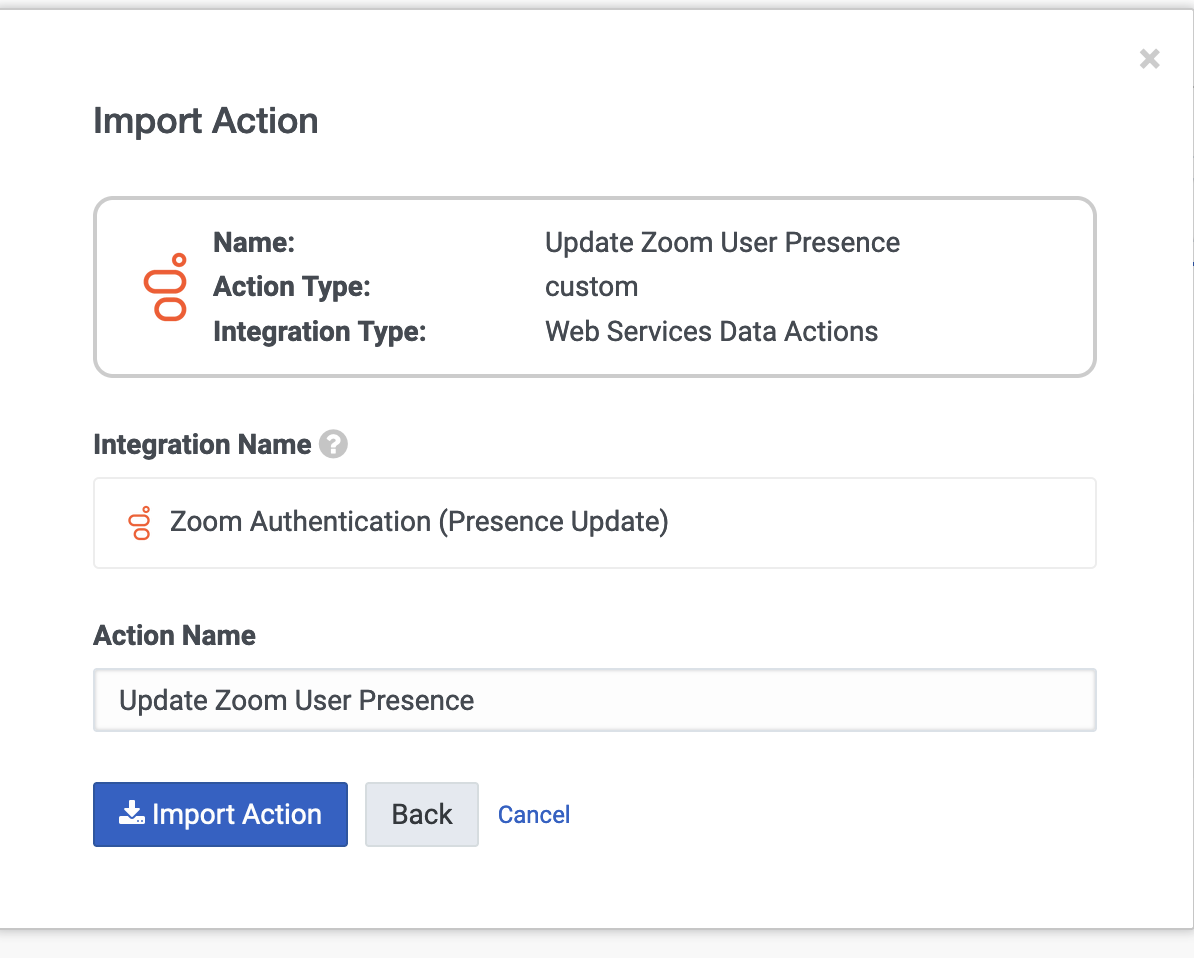 Import Action
Name: Update Zoom User Presence
Action Type: custom
Integration Type: Web Services Data Actions
Integration Name ?
Zoom Authentication (Presence Update)
Action Name
Update Zoom User Presence
Import Action Back Cancel